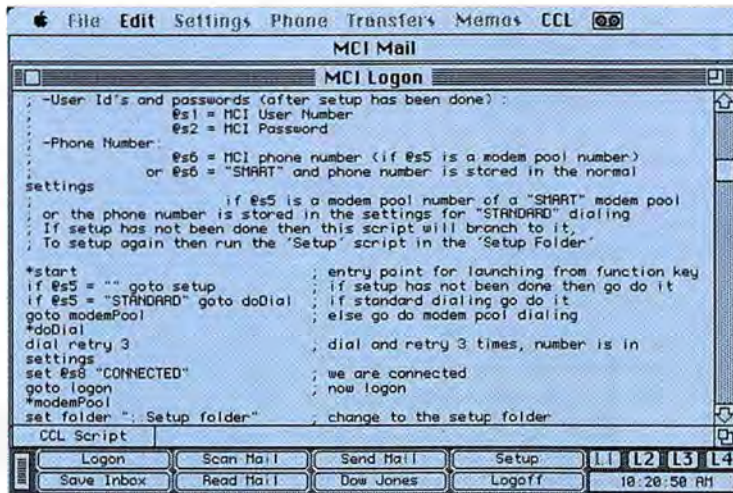 File Edit Settings Phone Transfers Memos CCL
MCI Mail
MCI Logon
; -User Id's and passwords (after setup has been done) :
; @s1 = MCI User Number
; @s2 = MCI Password
; -Phone Number:
; @s6 = MCI phone number (if @s5 is a modem pool number)
; or @s6 = "SMART" and phone number is stored in the normal
settings
; if @s5 is a modem pool number of a "SMART" modem pool
; or the phone number is stored in the settings for "STANDARD" dialing
; If setup has not been done then this script will branch to it,
; To setup again then run the 'Setup' script in the 'Setup Folder'
*start ; entry point for launching from function key
if @s5 = "" goto setup ; if setup has not been done then go do it
if @s5 = "STANDARD" goto doDial ; if standard dialing go do it
goto modemPool ; else go do modem pool dialing
*doDial
dial retry 3 ; dial and retry 3 times, number is in
settings
set @s8 "CONNECTED" ; we are connected
goto logon ; now logon
*modemPool
set folder "::Setup folder" ; change to the setup folder
CCL Script
Logon Scan Mail Send Mail Setup L1 L2 L3 L4
Save Inbox Read Mail Dow Jones Logoff 10:20:50 AM